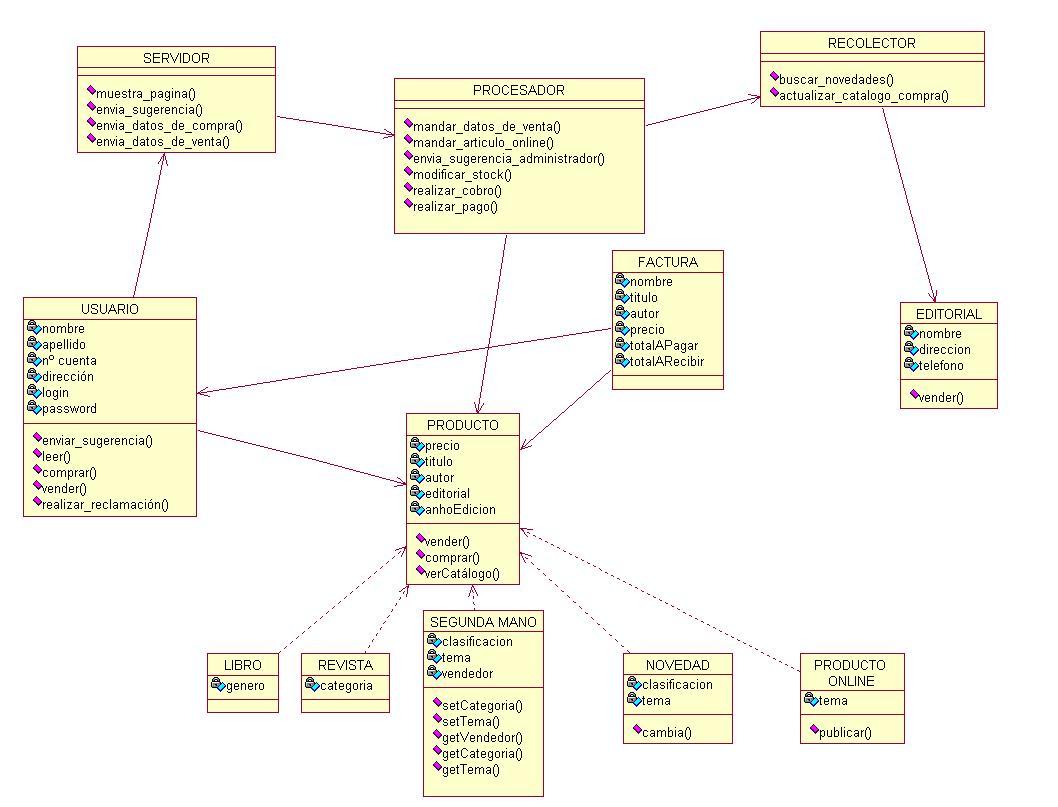 SERVIDOR
muestra_pagina()
envia_sugerencia()
envia_datos_de_compra()
envia_datos_de_venta()
PROCESADOR
mandar_datos_de_venta()
mandar_articulo_online()
envia_sugerencia_administrador()
modificar_stock()
realizar_cobro()
realizar_pago()
RECOLECTOR
buscar_novedades()
actualizar_catalogo_compra()
USUARIO
nombre
apellido
nº cuenta
dirección
login
password
enviar_sugerencia()
leer()
comprar()
vender()
realizar_reclamación()
FACTURA
nombre
titulo
autor
precio
totalAPagar
totalARecibir
EDITORIAL
nombre
direccion
telefono
vender()
PRODUCTO
precio
titulo
autor
editorial
anhoEdicion
vender()
comprar()
verCatálogo()
LIBRO
genero
REVISTA
categoria
SEGUNDA MANO
clasificacion
tema
vendedor
setCategoria()
setTema()
getVendedor()
getCategoria()
getTema()
NOVEDAD
clasificacion
tema
cambia()
PRODUCTO
ONLINE
tema
publicar()